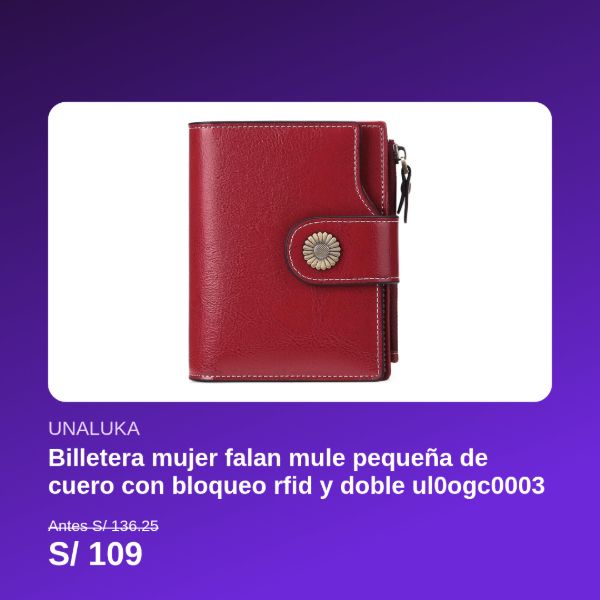 UNALUKA
Billetera mujer falan mule pequeña de
cuero con bloqueo rfid y doble ul0ogc0003
Antes S/ 136.25
S/ 109